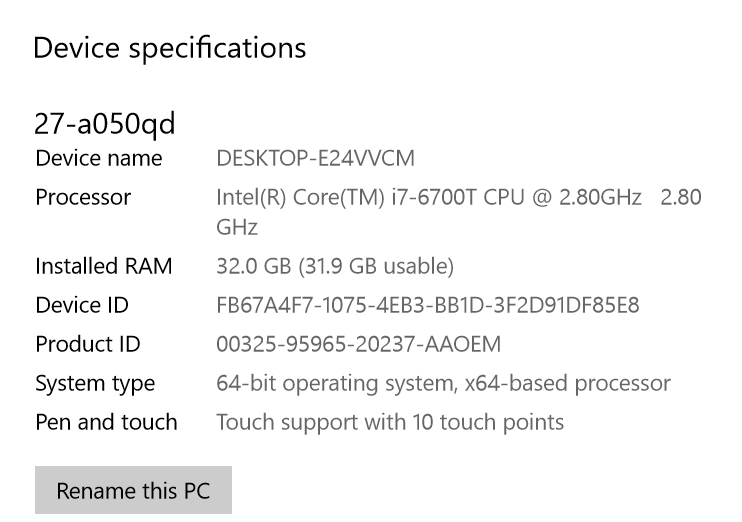 Device specifications
27-a050qd
Device name DESKTOP-E24VVCM
Processor Intel(R) Core(TM) i7-6700T CPU @ 2.80GHz 2.80
GHz
Installed RAM 32.0 GB (31.9 GB usable)
Device ID FB67A4F7-1075-4EB3-BB1D-3F2D91DF85E8
Product ID 00325-95965-20237-AAOEM
System type 64-bit operating system, x64-based processor
Pen and touch Touch support with 10 touch points
Rename this PC